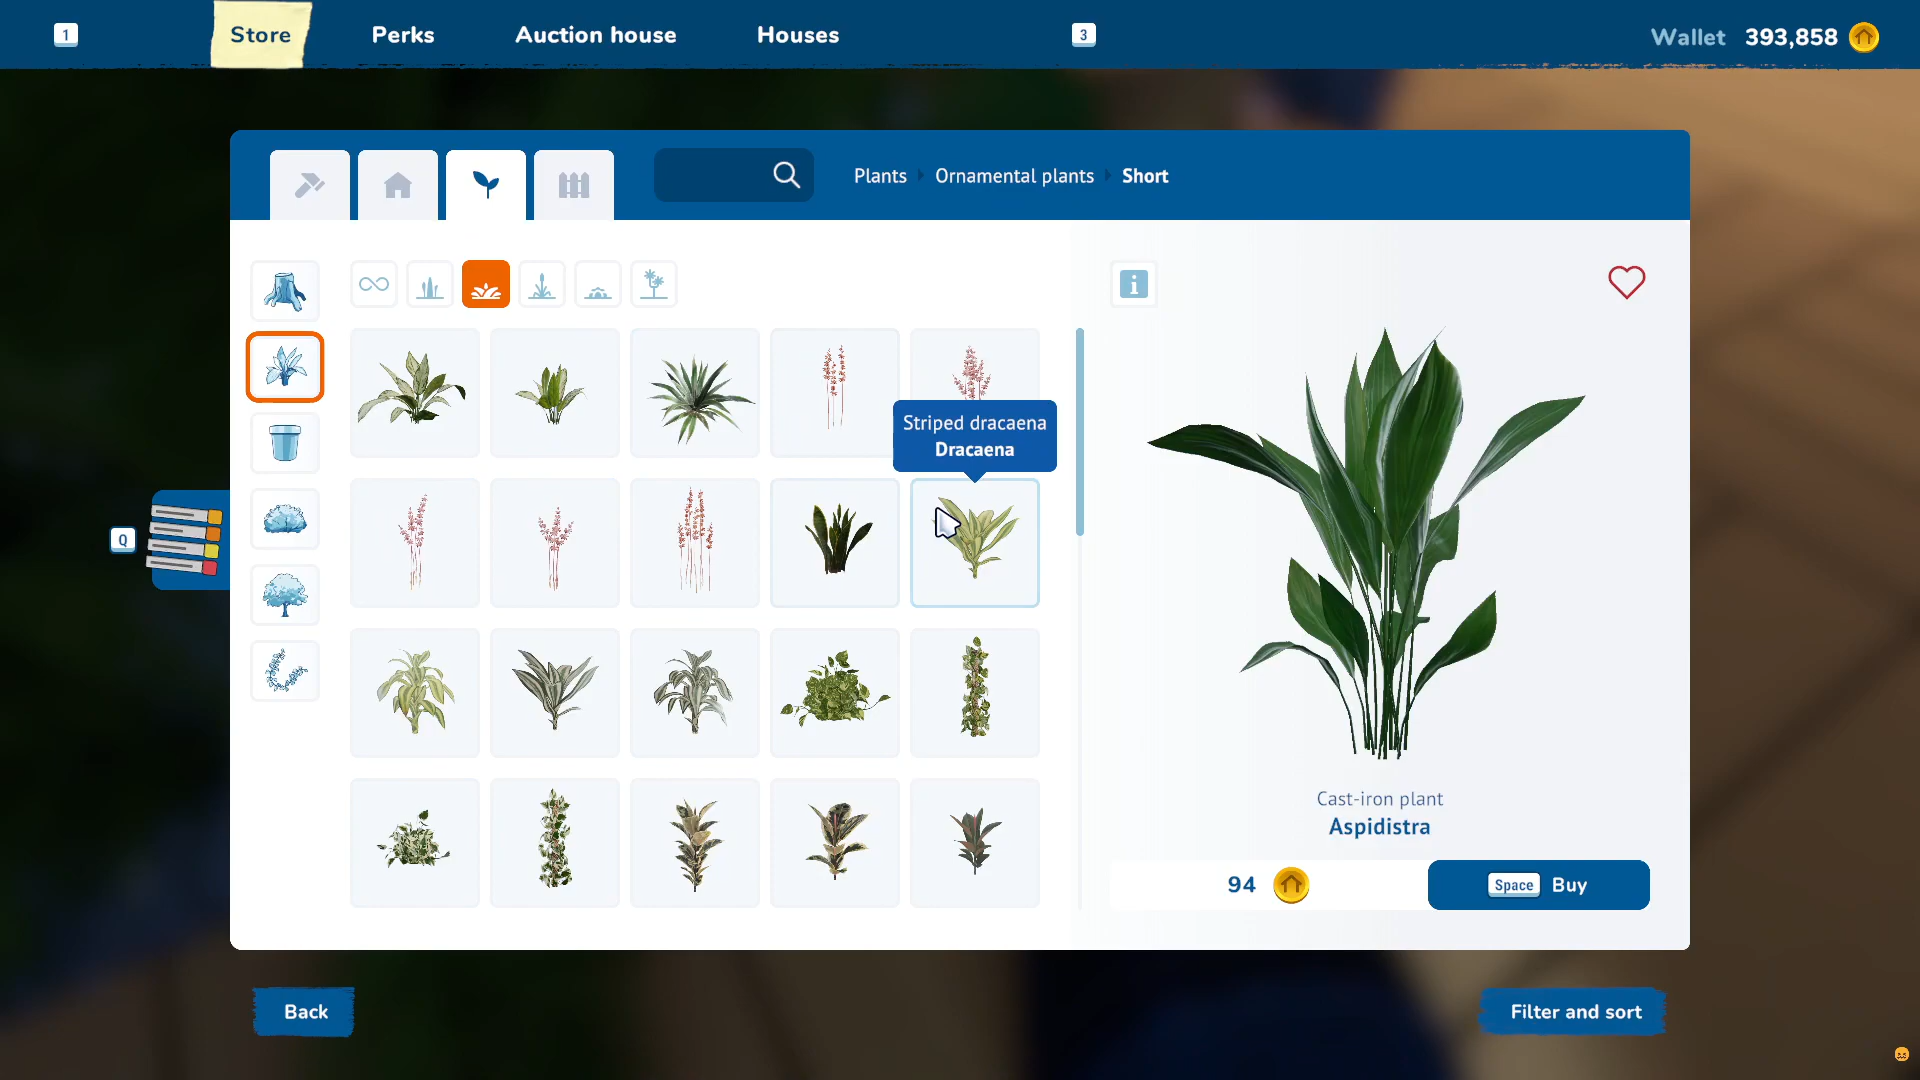 1
Store
Perks
Auction house
Houses
3
Wallet 393,858
Plants
Ornamental plants
Short
i
Striped dracaena
Dracaena
Q
Cast-iron plant
Aspidistra
94
Space Buy
Back
Filter and sort